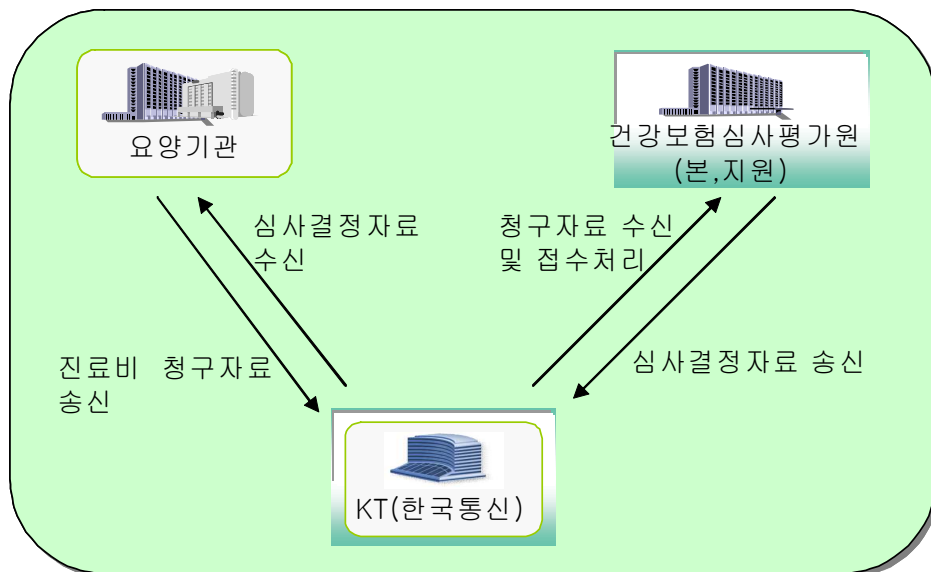 요양기관
건강보험심사평가원
(본,지원)
심사결정자료
수신
청구자료 수신
및 접수처리
진료비 청구자료
송신
심사결정자료 송신
KT(한국통신)